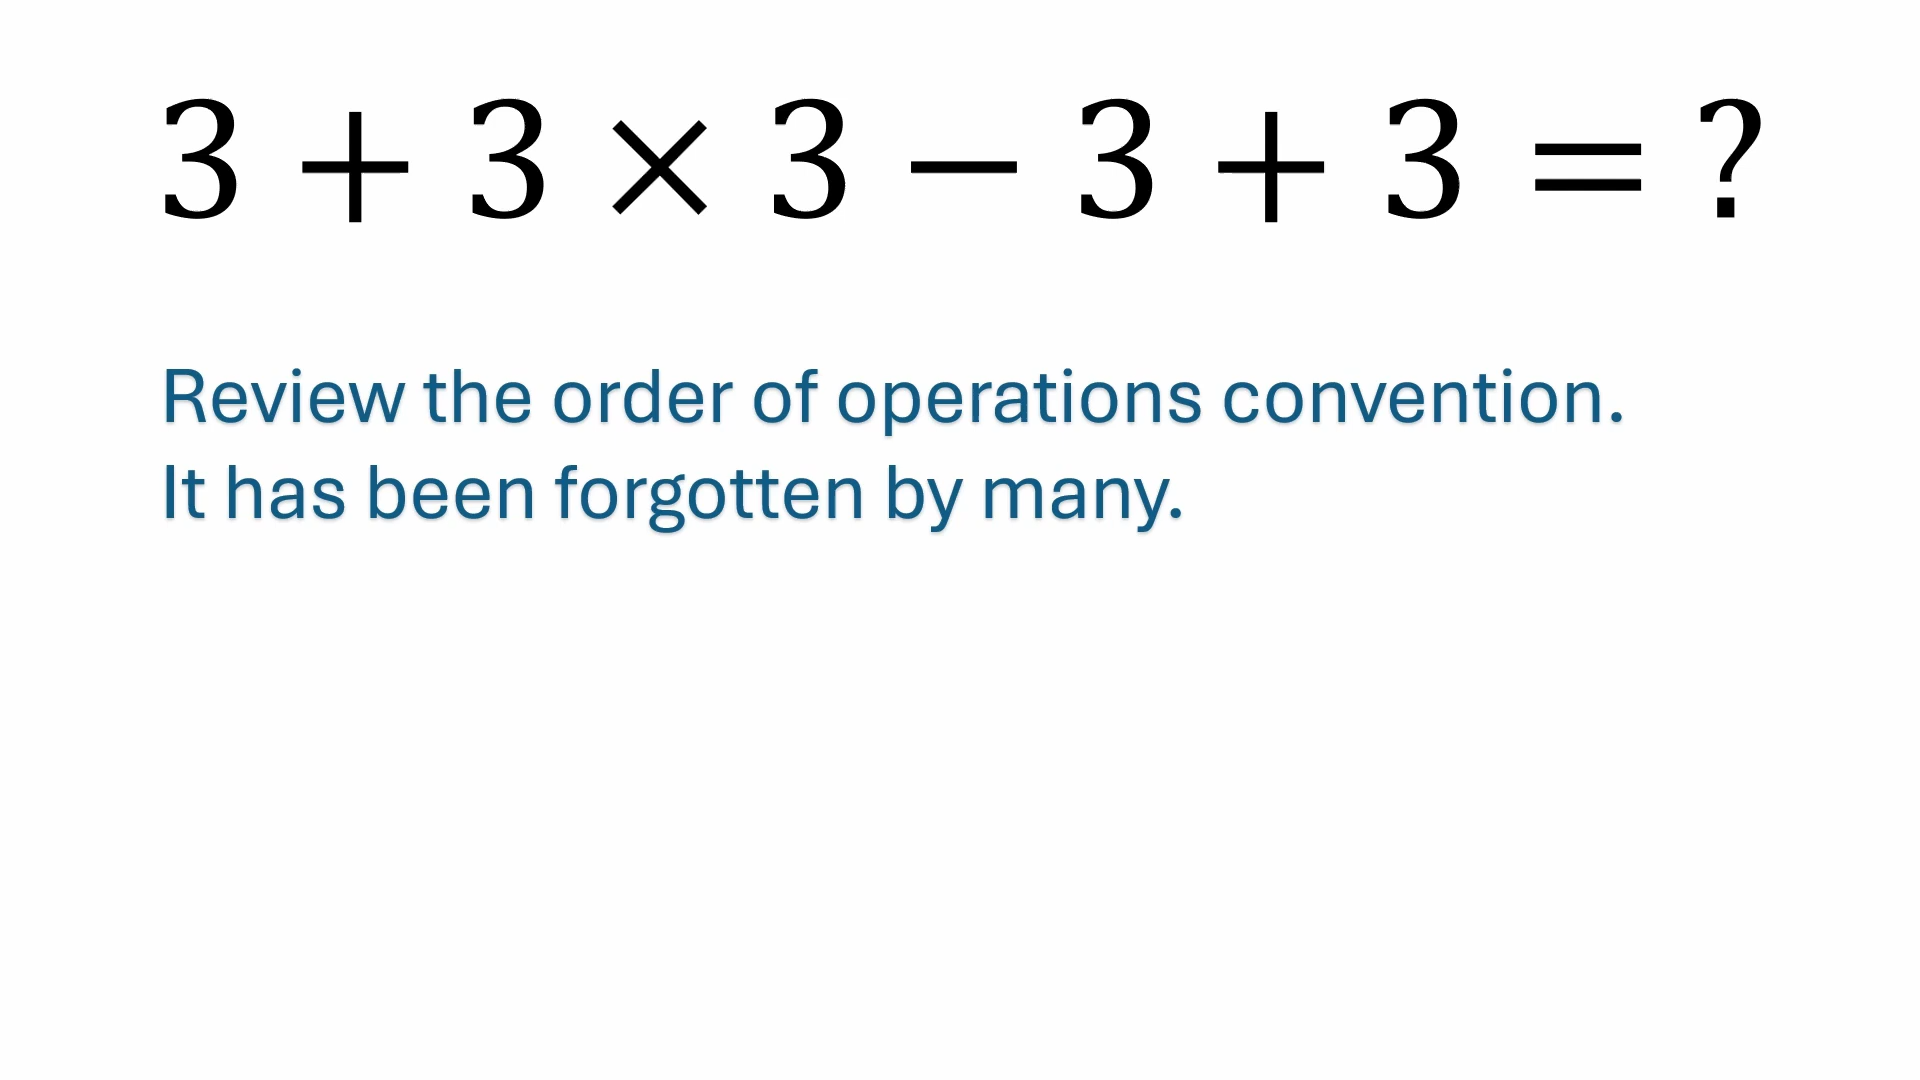 3 + 3 × 3 − 3 + 3 = ?
Review the order of operations convention.
It has been forgotten by many.